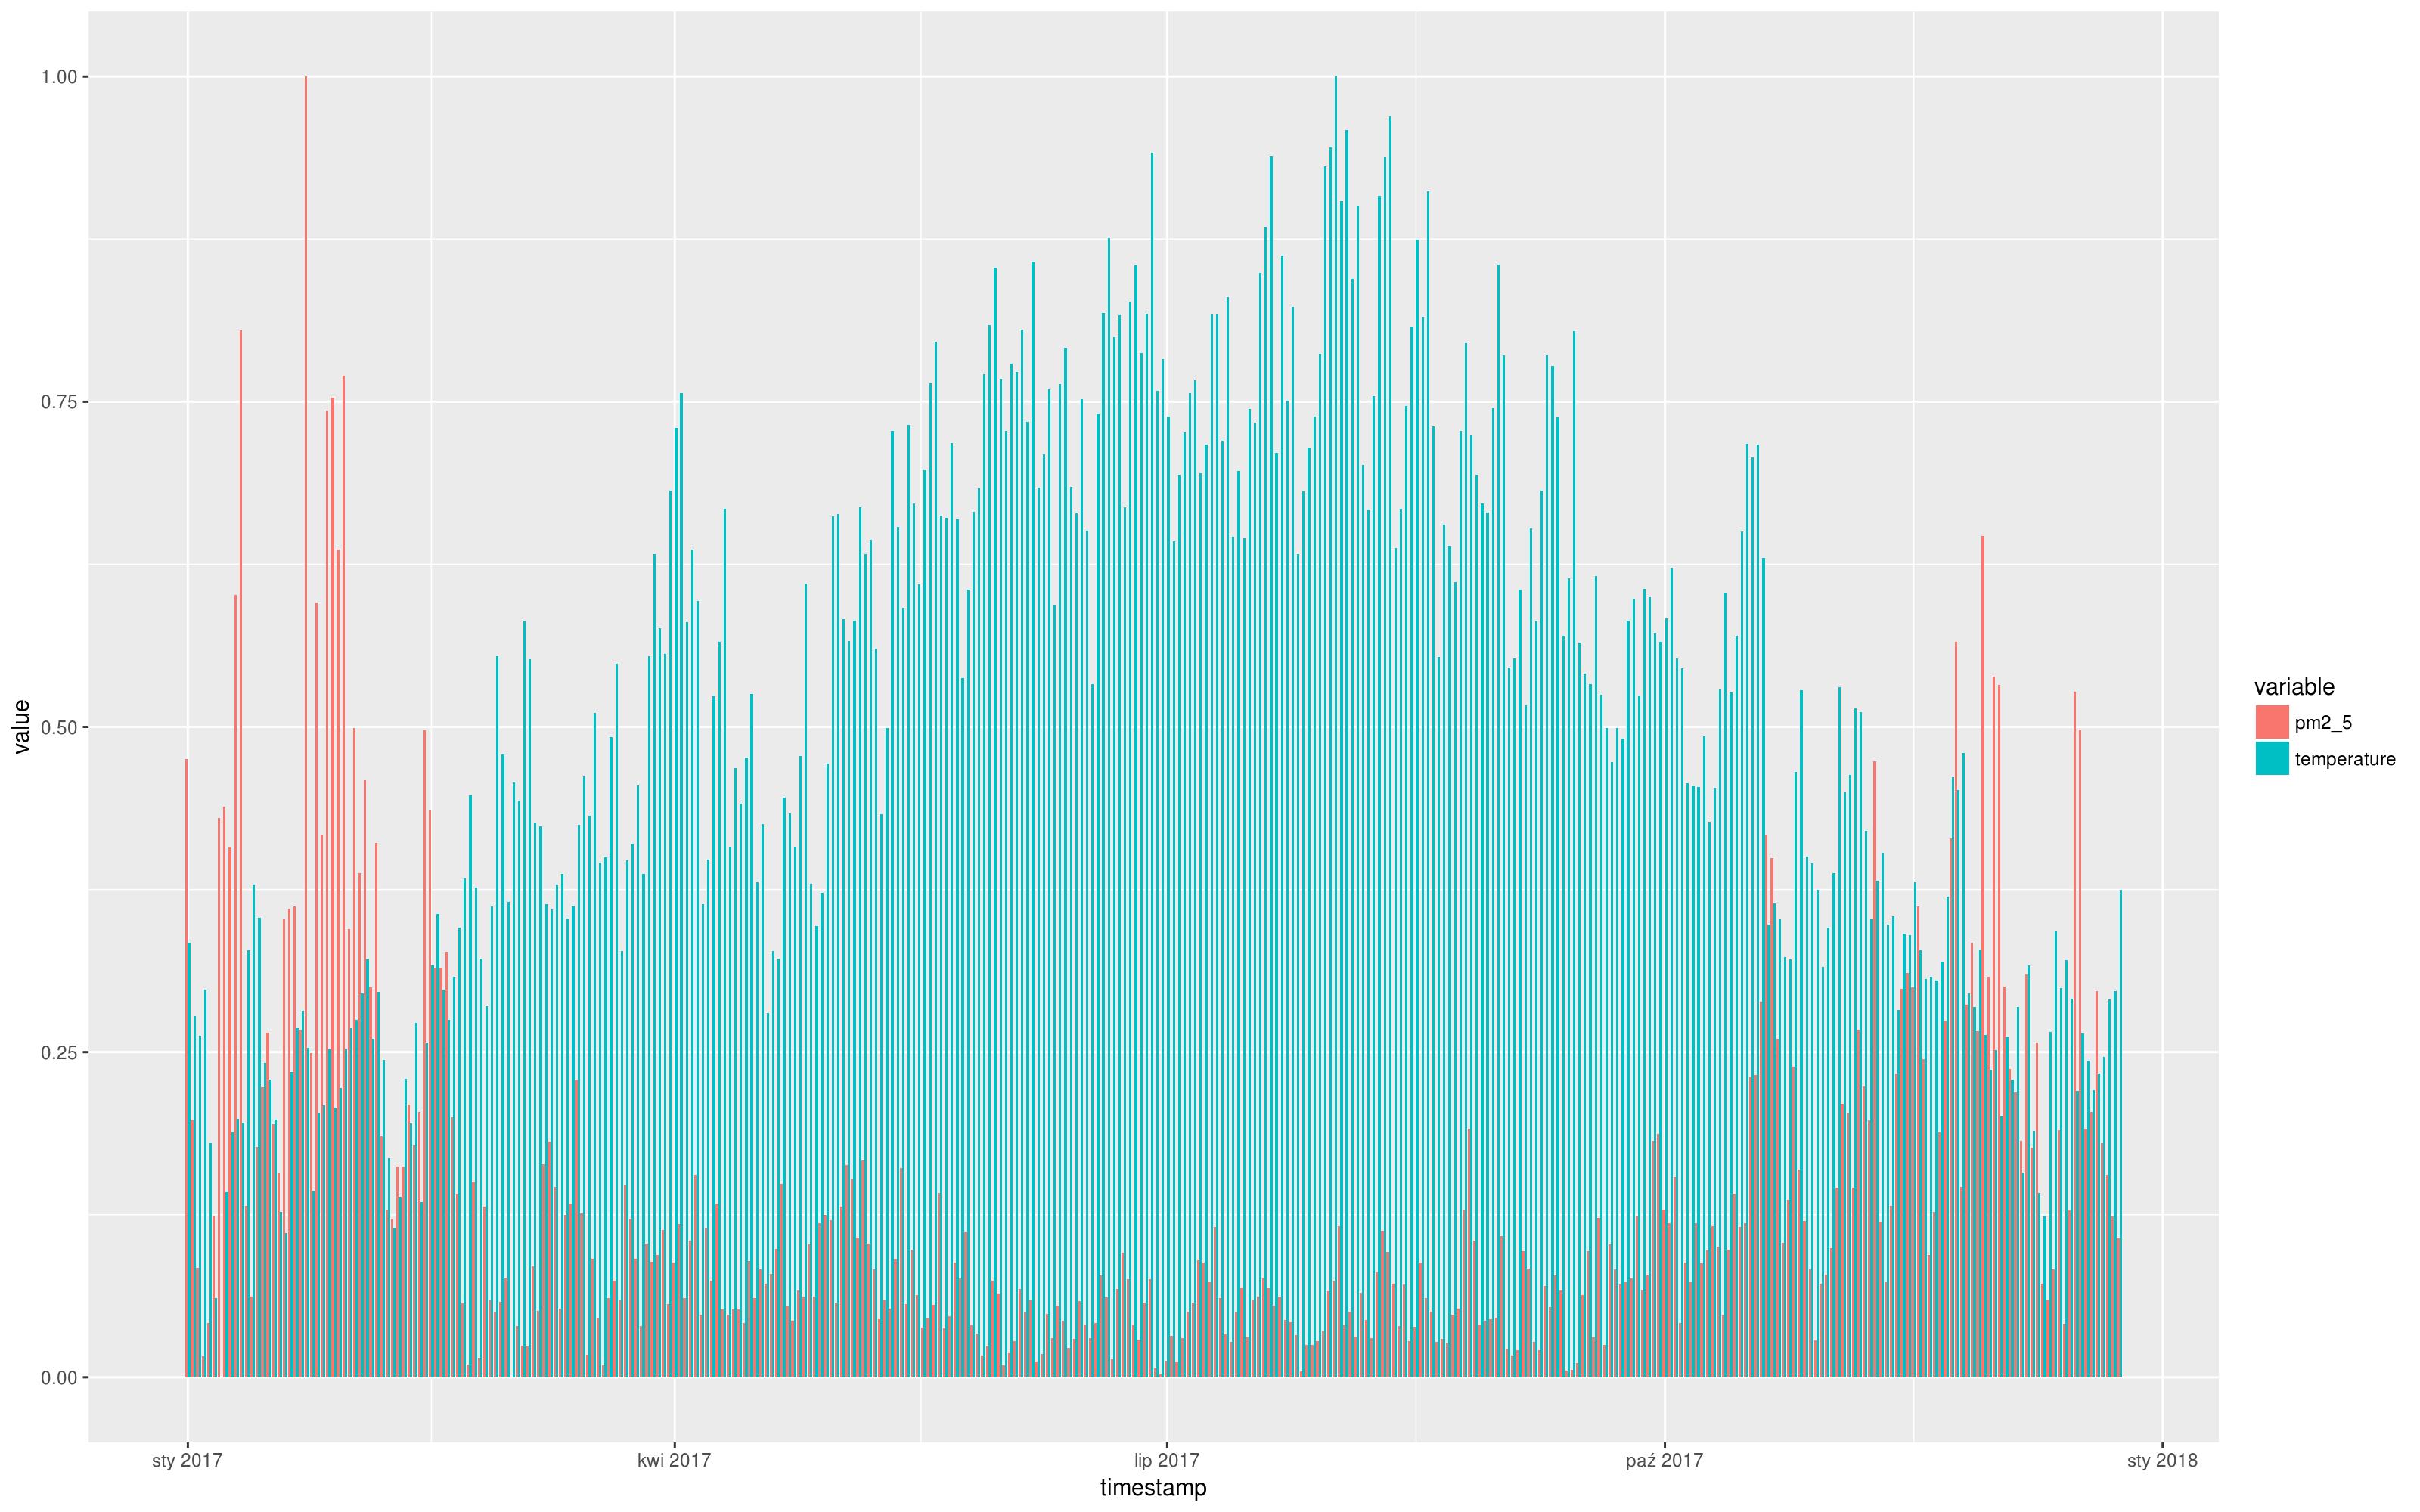 1.00
0.75
0.50
0.25
0.00
value
sty 2017
kwi 2017
lip 2017
paź 2017
sty 2018
timestamp
variable
pm2_5
temperature